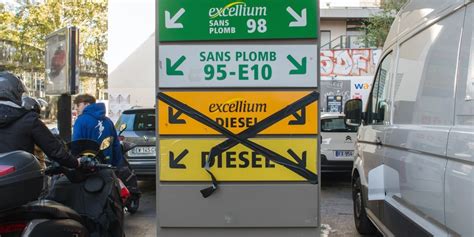 excellium
SANS
PLOMB 98
SANS PLOMB
95-E10
excellium
DIESEL
DIESEL